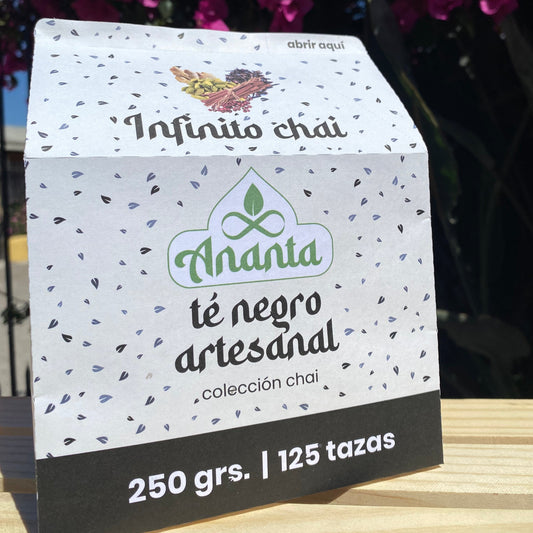 abrir aquí
Infinito chai
Ananta
té negro
artesanal
colección chai
250 grs. | 125 tazas